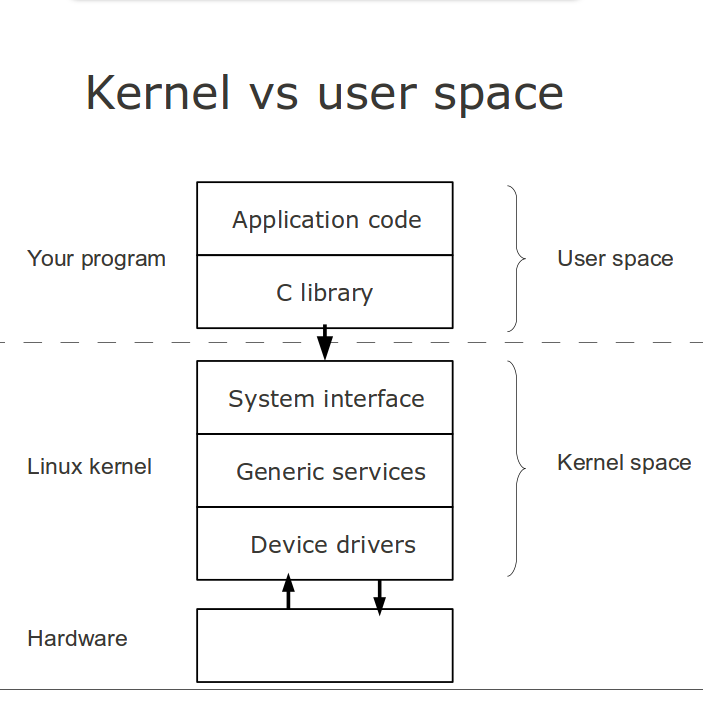 Kernel vs user space
Application code
Your program
C library
User space
System interface
Linux kernel
Generic services
Kernel space
Device drivers
Hardware